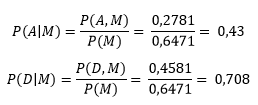 P(A|M) = P(A, M) / P(M) = 0,2781 / 0,6471 = 0,43
P(D|M) = P(D, M) / P(M) = 0,4581 / 0,6471 = 0,708